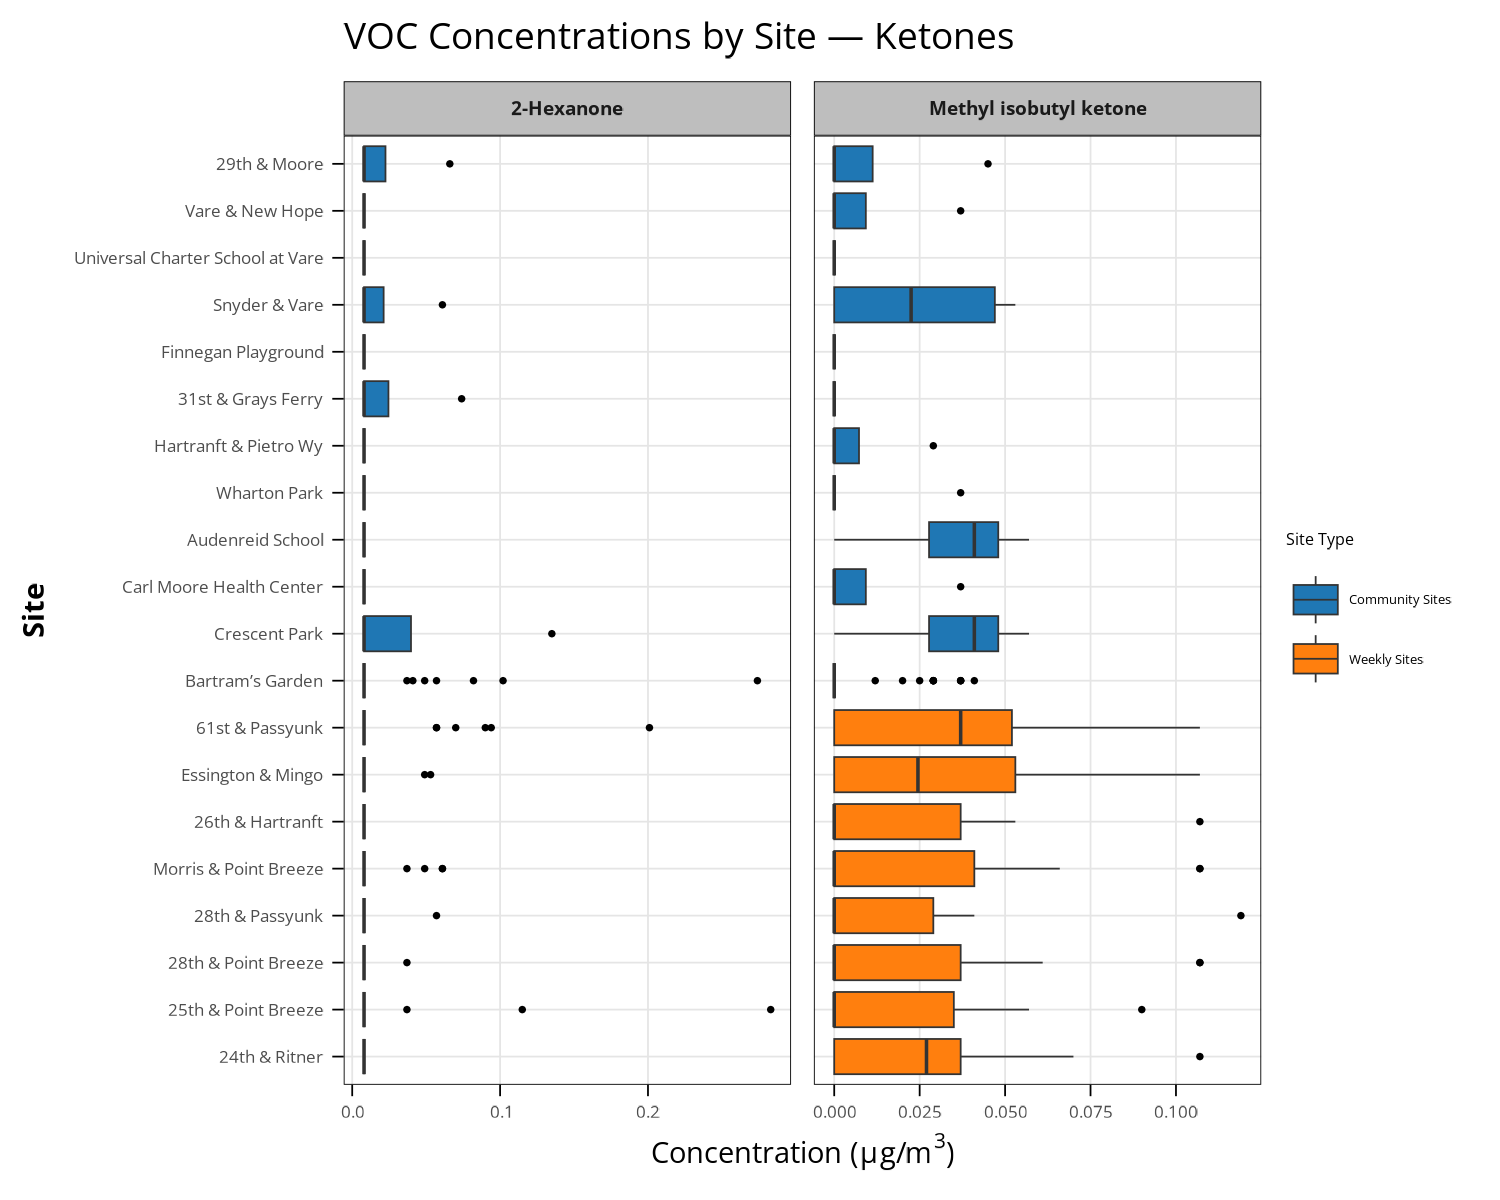 VOC Concentrations by Site — Ketones
2-Hexanone
Methyl isobutyl ketone
29th & Moore
Vare & New Hope
Universal Charter School at Vare
Snyder & Vare
Finnegan Playground
31st & Grays Ferry
Hartranft & Pietro Wy
Wharton Park
Audenreid School
Carl Moore Health Center
Crescent Park
Bartram’s Garden
61st & Passyunk
Essington & Mingo
26th & Hartranft
Morris & Point Breeze
28th & Passyunk
28th & Point Breeze
25th & Point Breeze
24th & Ritner
Site
0.0 0.1 0.2
0.000 0.025 0.050 0.075 0.100
Concentration (µg/m³)
Site Type
Community Sites
Weekly Sites